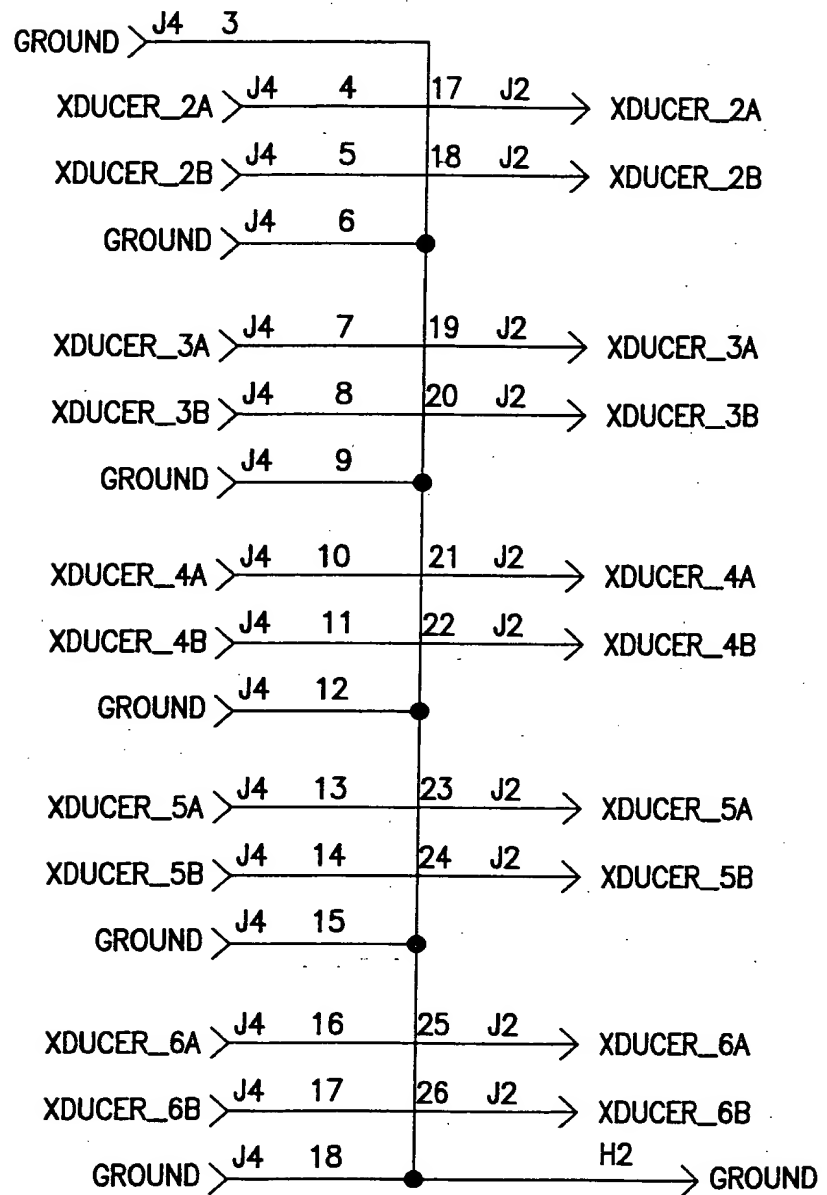 GROUND J4 3
XDUCER_2A J4 4 17 J2 XDUCER_2A
XDUCER_2B J4 5 18 J2 XDUCER_2B
GROUND J4 6
XDUCER_3A J4 7 19 J2 XDUCER_3A
XDUCER_3B J4 8 20 J2 XDUCER_3B
GROUND J4 9
XDUCER_4A J4 10 21 J2 XDUCER_4A
XDUCER_4B J4 11 22 J2 XDUCER_4B
GROUND J4 12
XDUCER_5A J4 13 23 J2 XDUCER_5A
XDUCER_5B J4 14 24 J2 XDUCER_5B
GROUND J4 15
XDUCER_6A J4 16 25 J2 XDUCER_6A
XDUCER_6B J4 17 26 J2 XDUCER_6B
GROUND J4 18 H2 GROUND